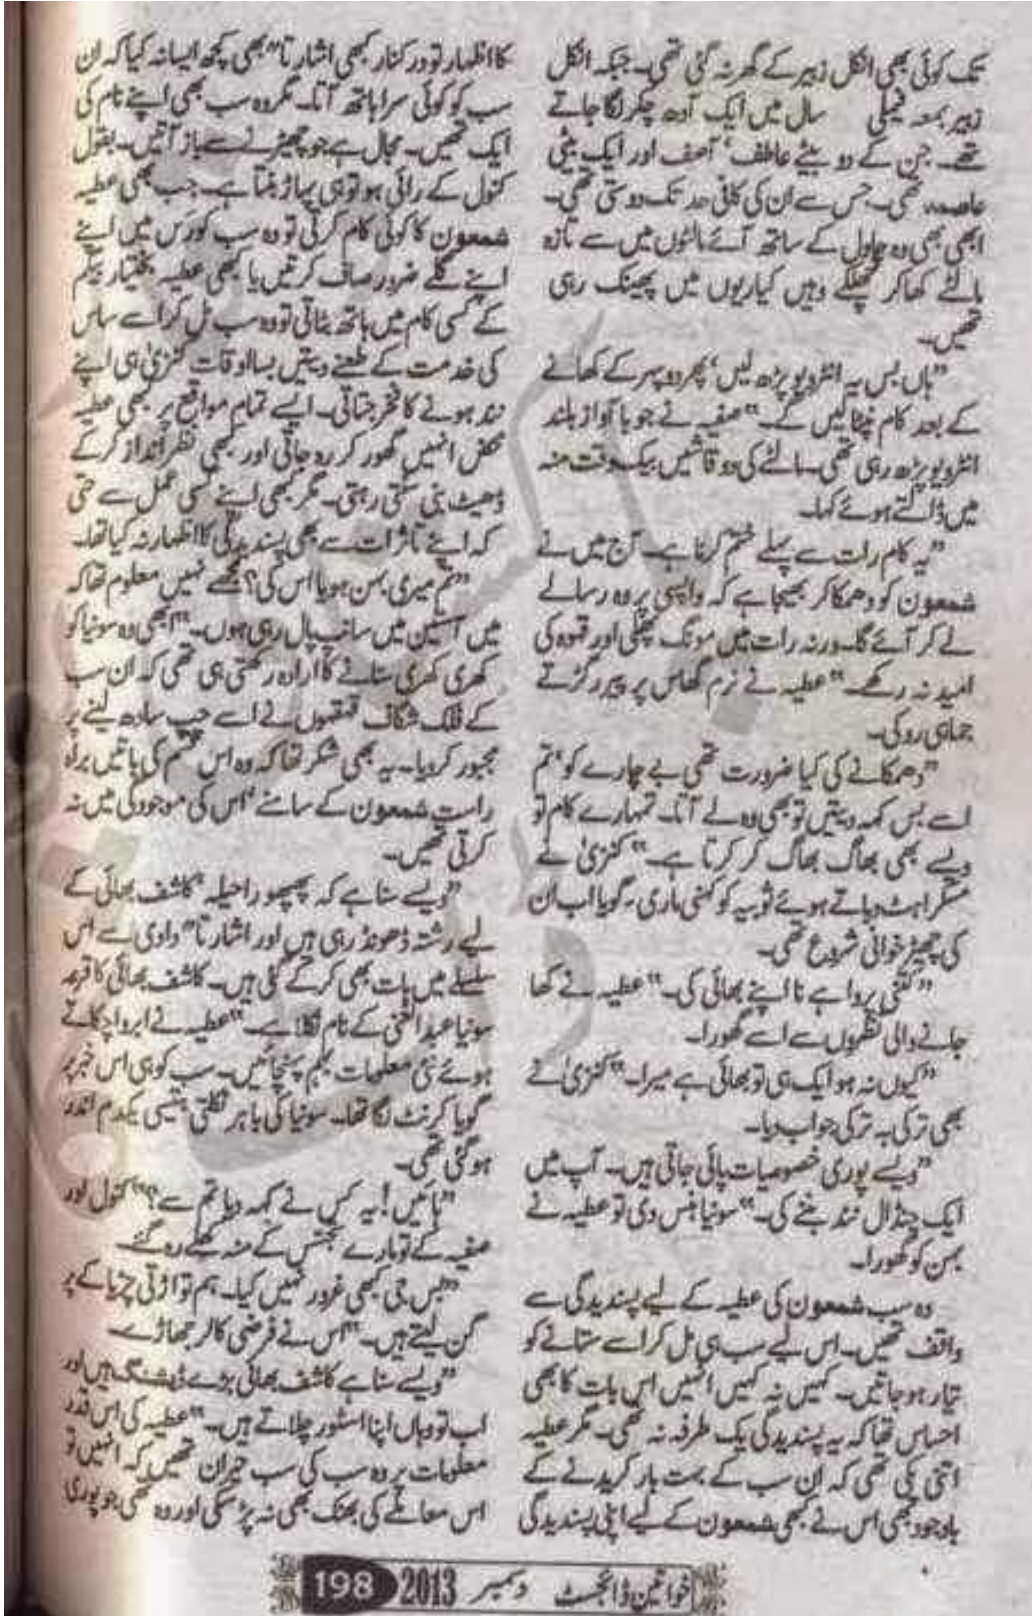 تک کوئی بھی انکل زبیر کے گھر نہ گئی تھی۔ جبکہ انکل
زبیر بمعہ فیملی سال میں ایک آدھ چکر لگا جاتے
تھے۔ جن کے دو بیٹے عاطف، آصف اور ایک بیٹی
عاصمہ تھی۔ جس سے ان کی کافی حد تک دوستی تھی۔
ابھی بھی وہ چاول کے ساتھ آئے مالٹوں میں سے تازہ
مالٹے کھا کر چھلکے وہیں کیاریوں میں پھینک رہی
تھیں۔
”ہاں بس یہ انٹرویو پڑھ لیں، پھر دوپہر کے کھانے
کے بعد کام نپٹا لیں گے۔“ صفیہ نے جو با آواز بلند
انٹرویو پڑھ رہی تھی۔ مالٹے کی دو قاشیں بیک وقت منہ
میں ڈالتے ہوئے کہا۔
”یہ کام رات سے پہلے ختم کرنا ہے۔ آج میں نے
شمعون کو دھمکا کر بھیجا ہے کہ واپسی پر وہ رسالے
لے کر آئے گا۔ ورنہ رات میں مونگ پھلی اور قہوہ کی
امید نہ رکھے۔“ عطیہ نے نرم گھاس پر پیر رگڑتے
جماہی روکی۔
”دھمکانے کی کیا ضرورت تھی بے چارے کو، تم
اسے بس کہہ دیتیں تو بھی وہ لے آتا۔ تمہارے کام تو
ویسے بھی بھاگ بھاگ کر کرتا ہے۔“ کنزیٰ نے
مسکراہٹ دباتے ہوئے ثوبیہ کو کہنی ماری۔ گویا اب ان
کی چھیڑ خوانی شروع تھی۔
”کتنی پروا ہے نا اپنے بھائی کی۔“ عطیہ نے کھا
جانے والی نظروں سے اسے گھورا۔
”کیوں نہ ہو ایک ہی تو بھائی ہے میرا۔“ کنزیٰ نے
بھی ترکی بہ ترکی جواب دیا۔
”ویسے پوری خصوصیات پائی جاتی ہیں۔ آپ میں
ایک چنڈال نند بننے کی۔“ سونیا ہنس دی تو عطیہ نے
بہن کو گھورا۔
وہ سب شمعون کی عطیہ کے لیے پسندیدگی سے
واقف تھیں۔ اس لیے سب ہی مل کر اسے ستانے کو
تیار ہو جاتیں۔ کہیں نہ کہیں انہیں اس بات کا بھی
احساس تھا کہ یہ پسندیدگی یک طرفہ نہ تھی۔ مگر عطیہ
اتنی پکی تھی کہ ان سب کے بہت بار کریدنے کے
باوجود بھی اس نے کبھی شمعون کے لیے اپنی پسندیدگی
کا اظہار تو درکنار کبھی اشارتا“ بھی کچھ ایسا نہ کیا کہ ان
سب کو کوئی سرا ہاتھ آتا۔ مگر وہ سب بھی اپنے نام کی
ایک تھیں۔ مجال ہے جو چھیڑنے سے باز آتیں۔ بقول
کنول کے رائی ہو تو ہی پہاڑ بنتا ہے۔ جب بھی عطیہ
شمعون کا کوئی کام کرتی تو وہ سب کورس میں اپنے
اپنے گلے ضرور صاف کرتیں یا کبھی عطیہ بختیار بیگم
کے کسی کام میں ہاتھ بٹاتی تو وہ سب مل کر اسے ساس
کی خدمت کے طعنے دیتیں بسا اوقات کنزیٰ ہی اپنے
نند ہونے کا فخر جتاتی۔ ایسے تمام مواقع پر کبھی عطیہ
محض انہیں گھور کر رہ جاتی اور کبھی نظر انداز کر کے
ڈھیٹ بنی سنتی رہتی۔ مگر کبھی اپنے کسی عمل سے حتیٰ
کہ اپنے تاثرات سے بھی پسندیدگی کا اظہار نہ کیا تھا۔
”تم میری بہن ہو یا اس کی؟ مجھے نہیں معلوم تھا کہ
میں آستین میں سانپ پال رہی ہوں۔“ ابھی وہ سونیا کو
کھری کھری سنانے کا ارادہ رکھتی ہی تھی کہ ان سب
کے فلک شگاف قہقہوں نے اسے چپ سادھ لینے پر
مجبور کر دیا۔ یہ بھی شکر تھا کہ وہ اس قسم کی باتیں براہ
راست شمعون کے سامنے، اس کی موجودگی میں نہ
کرتی تھیں۔
”ویسے سنا ہے کہ پھپھو راحیلہ، کاشف بھائی کے
لیے رشتہ ڈھونڈ رہی ہیں اور اشارتا“ دادی سے اس
سلسلے میں بات بھی کر کے گئی ہیں۔ کاشف بھائی کا قرعہ
سونیا عبدالغنی کے نام نکلا ہے۔“ عطیہ نے ابرو اچکاتے
ہوئے نئی معلومات بہم پہنچائیں۔ سب کو ہی اس خبر پر
گویا کرنٹ لگا تھا۔ سونیا کی باہر نکلتی بتیسی یکدم اندر
ہو گئی تھی۔
”ہائیں! یہ کس نے کہہ دیا تم سے؟“ کنول اور
صفیہ کے تو مارے تجسس کے منہ کھلے رہ گئے۔
”بس جی کبھی غرور نہیں کیا۔ ہم تو اڑتی چڑیا کے پر
گن لیتے ہیں۔“ اس نے فرضی کالر جھاڑے۔
”ویسے سنا ہے کاشف بھائی بڑے ڈیشنگ ہیں اور
اب تو وہاں اپنا اسٹور چلاتے ہیں۔“ عطیہ کی اس قدر
معلومات پر وہ سب کی سب حیران تھیں کہ انہیں تو
اس معاملے کی بھنک بھی نہ پڑ سکی اور وہ تھی جو پوری
خواتین ڈائجسٹ دسمبر 2013 198